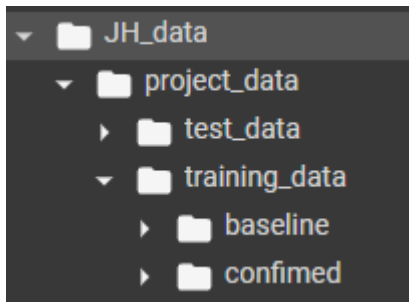 JH_data
project_data
test_data
training_data
baseline
confimed